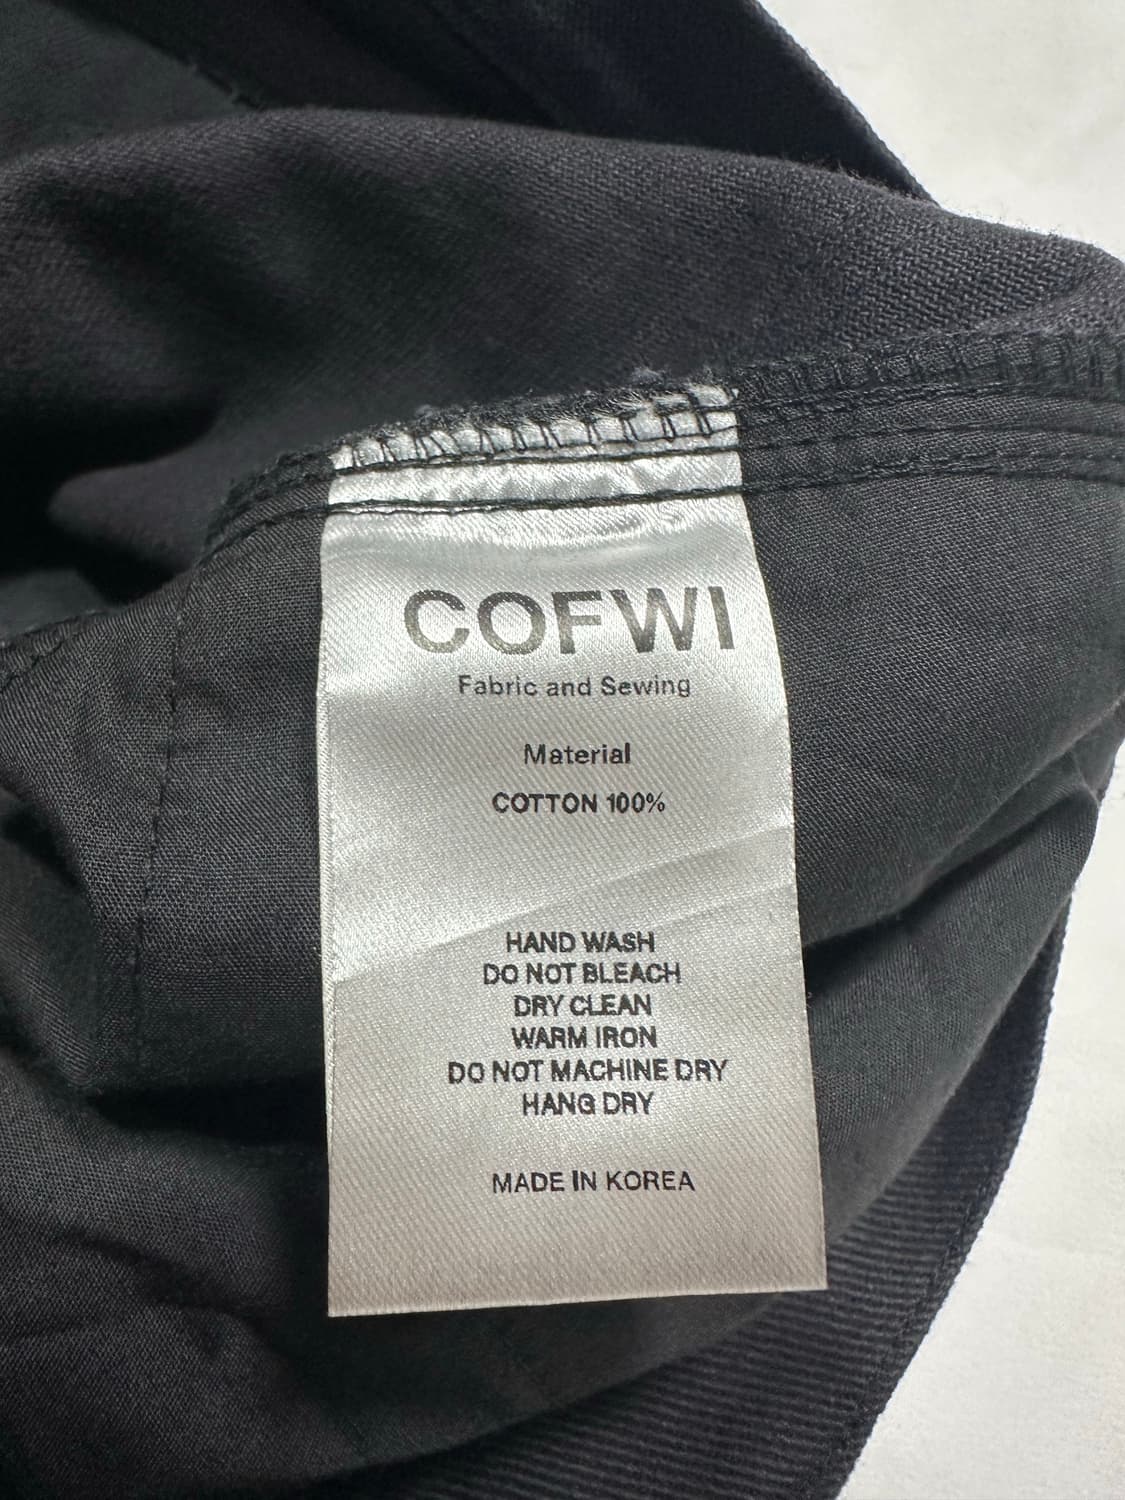 COFWI
Fabric and Sewing
Material
COTTON 100%
HAND WASH
DO NOT BLEACH
DRY CLEAN
WARM IRON
DO NOT MACHINE DRY
HANG DRY
MADE IN KOREA